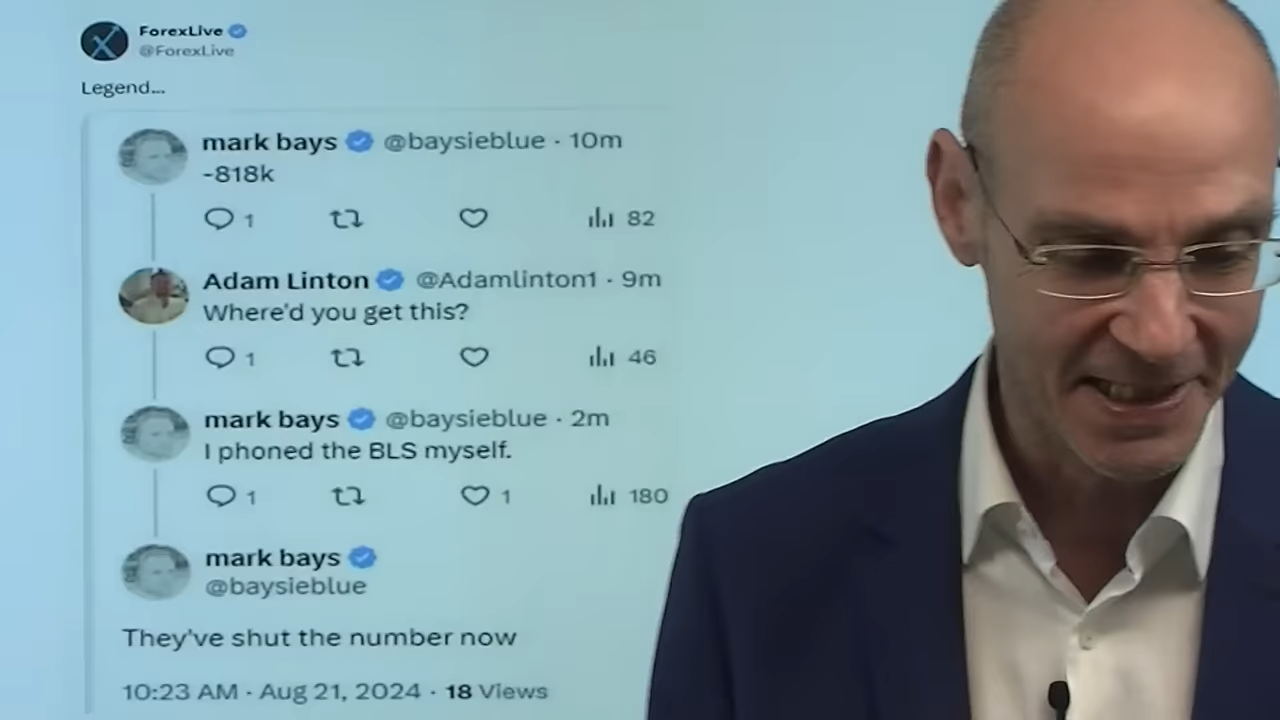 ForexLive
@ForexLive
Legend...
mark bays @baysieblue · 10m
-818k
1 82
Adam Linton @Adamlinton1 · 9m
Where'd you get this?
1 46
mark bays @baysieblue · 2m
I phoned the BLS myself.
1 1 180
mark bays
@baysieblue
They've shut the number now
10:23 AM · Aug 21, 2024 · 18 Views